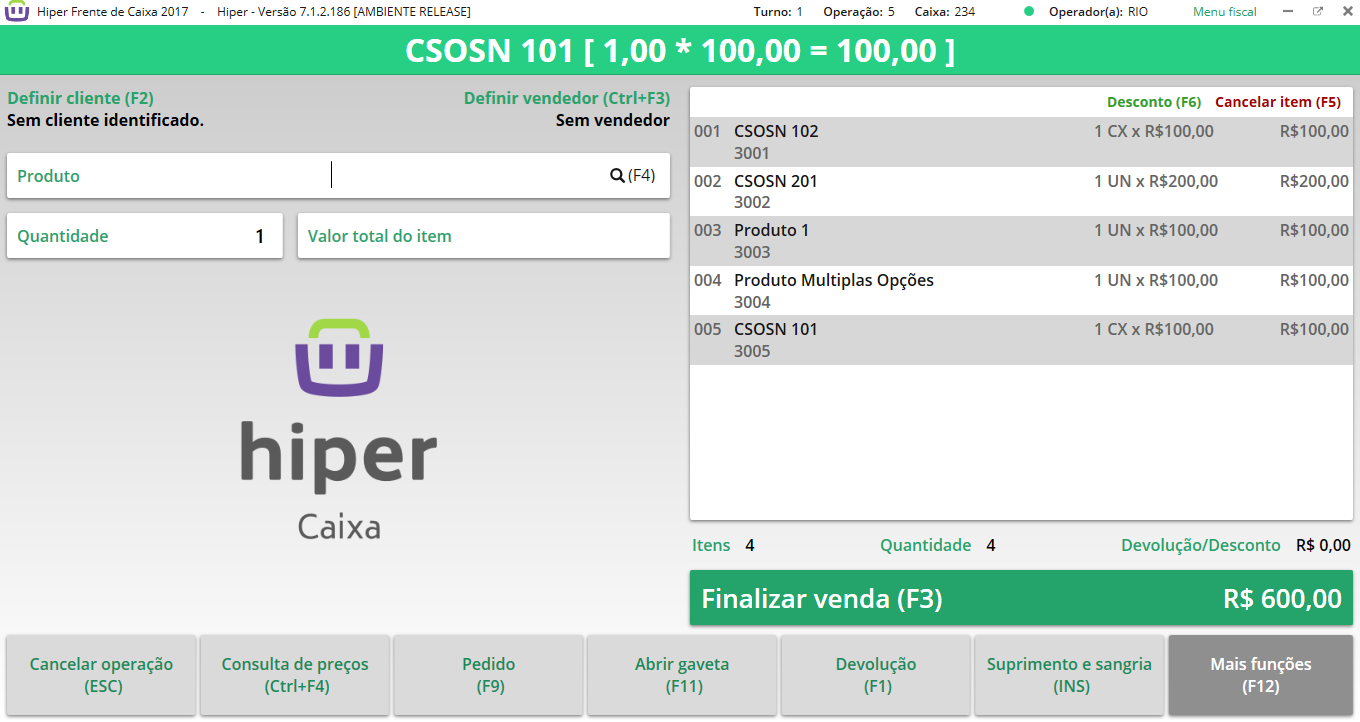 Hiper Frente de Caixa 2017 - Hiper - Versão 7.1.2.186 [AMBIENTE RELEASE] Turno: 1 Operação: 5 Caixa: 234 Operador(a): RIO Menu fiscal
CSOSN 101 [ 1,00 * 100,00 = 100,00 ]
Definir cliente (F2) Definir vendedor (Ctrl+F3)
Sem cliente identificado. Sem vendedor
Produto (F4)
Quantidade 1 Valor total do item
hiper
Caixa
Desconto (F6) Cancelar item (F5)
001 CSOSN 102 1 CX x R$100,00 R$100,00
3001
002 CSOSN 201 1 UN x R$200,00 R$200,00
3002
003 Produto 1 1 UN x R$100,00 R$100,00
3003
004 Produto Multiplas Opções 1 UN x R$100,00 R$100,00
3004
005 CSOSN 101 1 CX x R$100,00 R$100,00
3005
Itens 4 Quantidade 4 Devolução/Desconto R$ 0,00
Finalizar venda (F3) R$ 600,00
Cancelar operação
(ESC)
Consulta de preços
(Ctrl+F4)
Pedido
(F9)
Abrir gaveta
(F11)
Devolução
(F1)
Suprimento e sangria
(INS)
Mais funções
(F12)